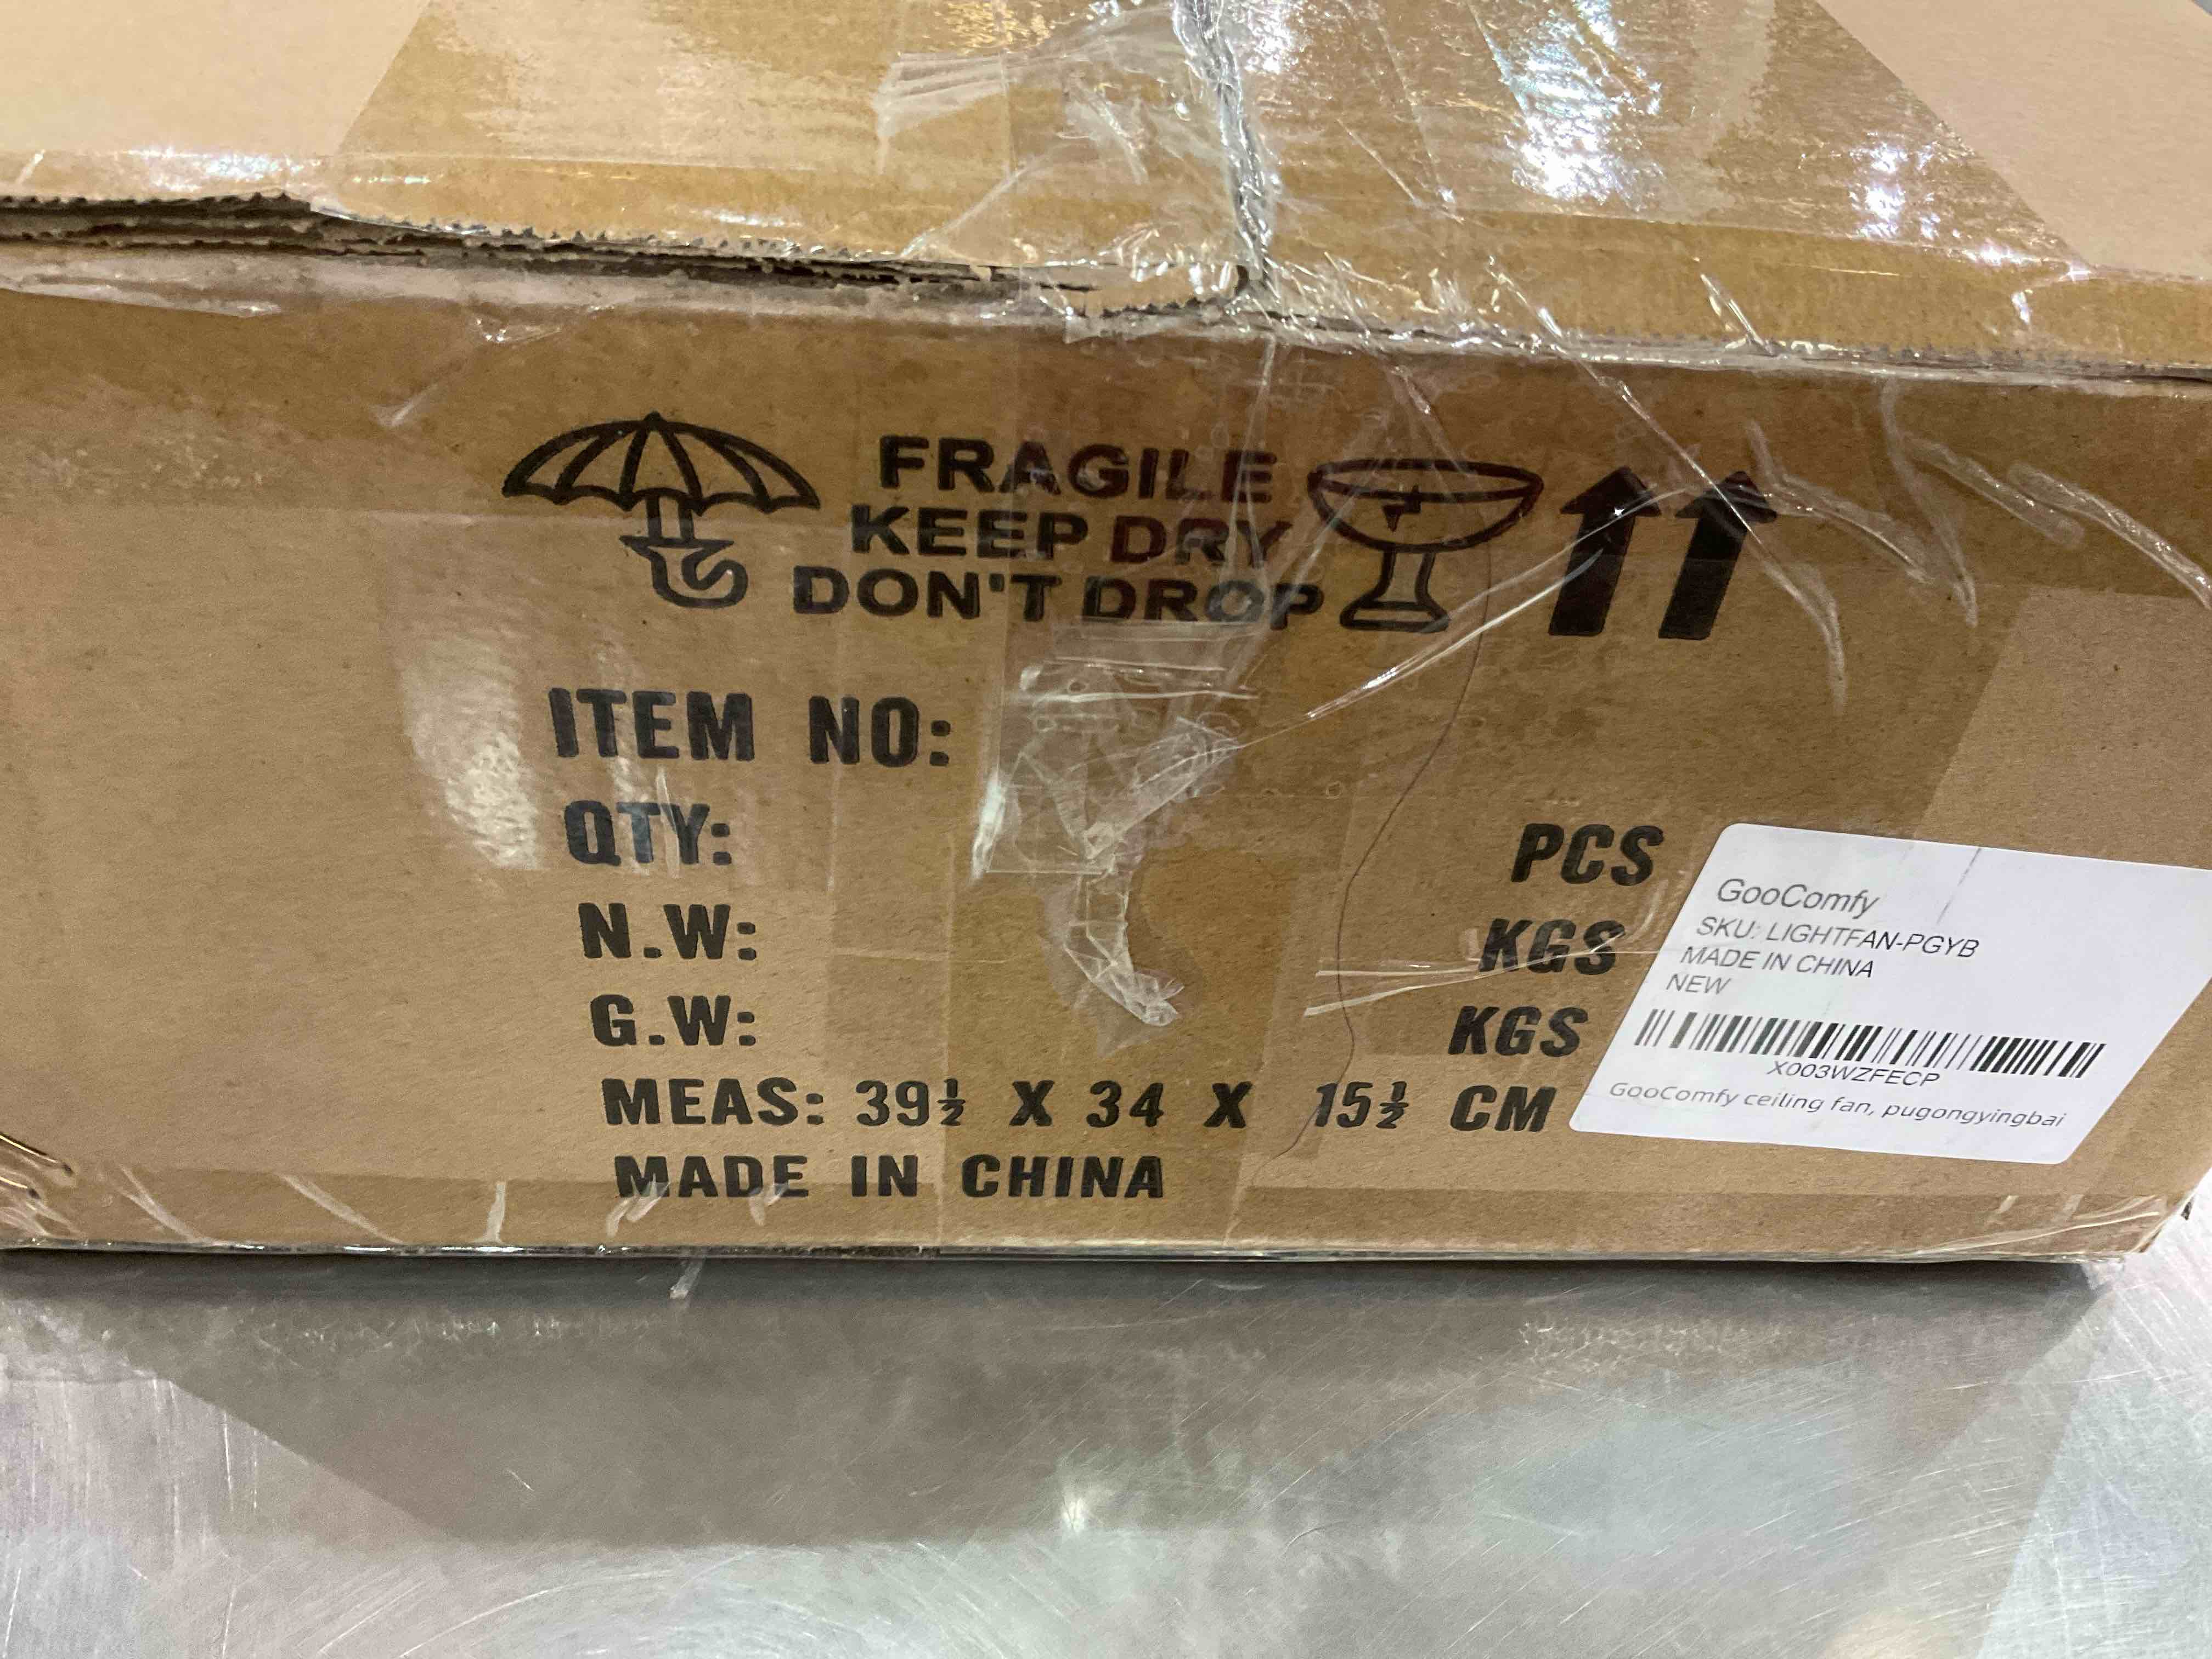 FRAGILE
KEEP DRY
DON'T DROP
ITEM NO:
QTY: PCS
N.W: KGS
G.W: KGS
MEAS: 39½ X 34 X 15½ CM
MADE IN CHINA
GooComfy
SKU: LIGHTFAN-PGYB
MADE IN CHINA
NEW
X003WZFECP
GooComfy ceiling fan, pugongyingbai